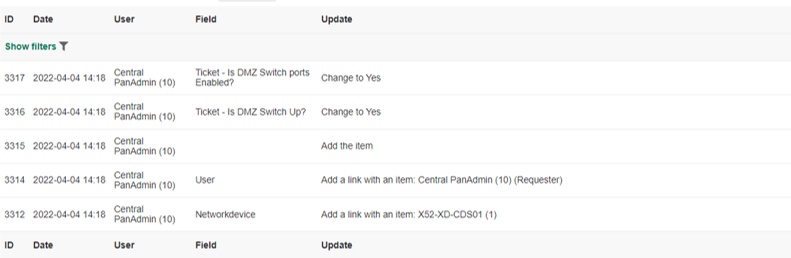 ID Date User Field Update
Show filters
3317 2022-04-04 14:18 Central PanAdmin (10) Ticket - Is DMZ Switch ports Enabled? Change to Yes
3316 2022-04-04 14:18 Central PanAdmin (10) Ticket - Is DMZ Switch Up? Change to Yes
3315 2022-04-04 14:18 Central PanAdmin (10) Add the item
3314 2022-04-04 14:18 Central PanAdmin (10) User Add a link with an item: Central PanAdmin (10) (Requester)
3312 2022-04-04 14:18 Central PanAdmin (10) Networkdevice Add a link with an item: X52-XD-CDS01 (1)
ID Date User Field Update